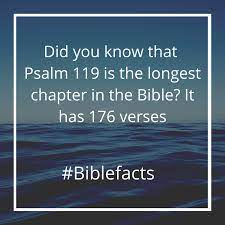 Did you know that
Psalm 119 is the longest
chapter in the Bible? It
has 176 verses
#Biblefacts